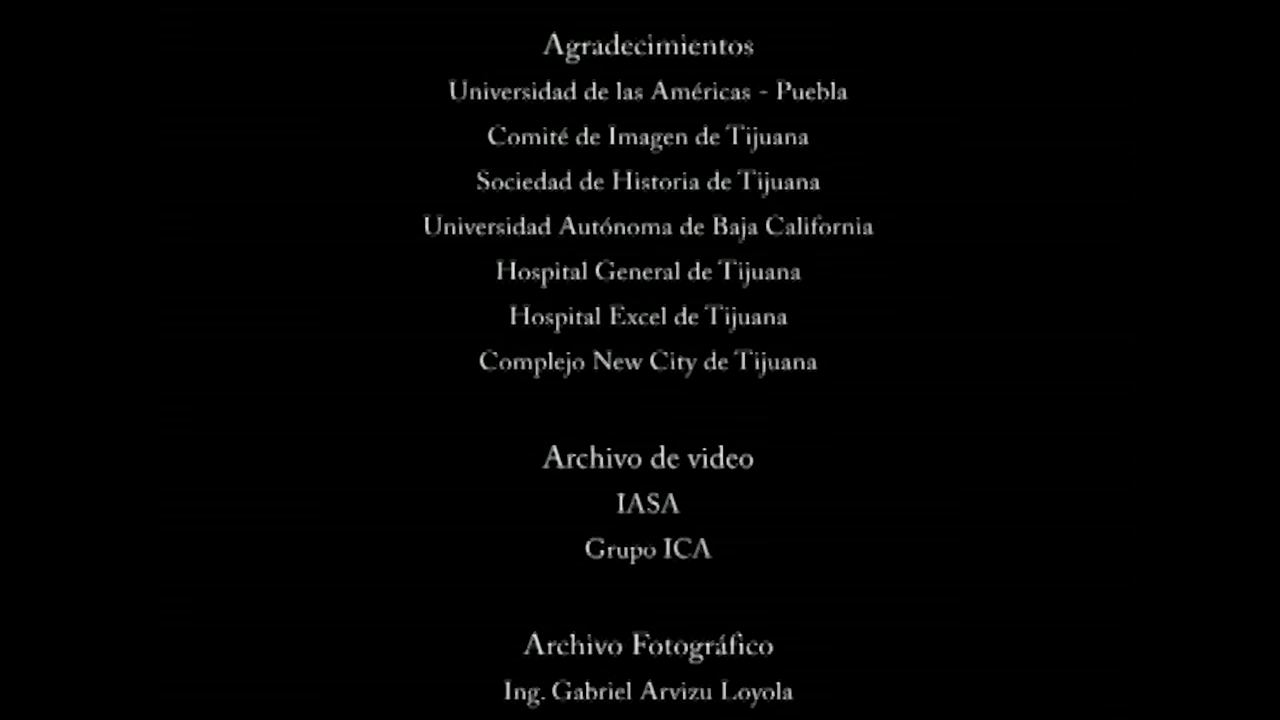 Agradecimientos
Universidad de las Américas - Puebla
Comité de Imagen de Tijuana
Sociedad de Historia de Tijuana
Universidad Autónoma de Baja California
Hospital General de Tijuana
Hospital Excel de Tijuana
Complejo New City de Tijuana
Archivo de video
IASA
Grupo ICA
Archivo Fotográfico
Ing. Gabriel Arvizu Loyola